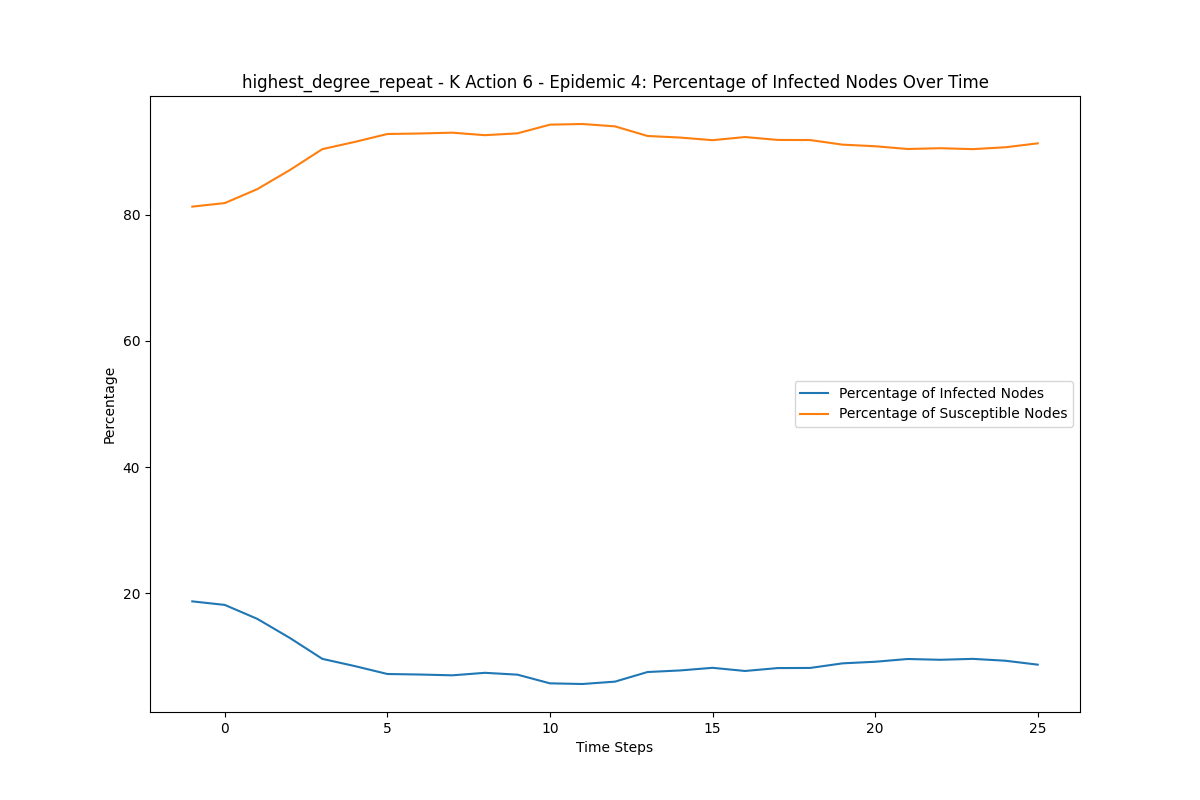 highest_degree_repeat - K Action 6 - Epidemic 4: Percentage of Infected Nodes Over Time
Percentage
80
60
40
20
Percentage of Infected Nodes
Percentage of Susceptible Nodes
0 5 10 15 20 25
Time Steps